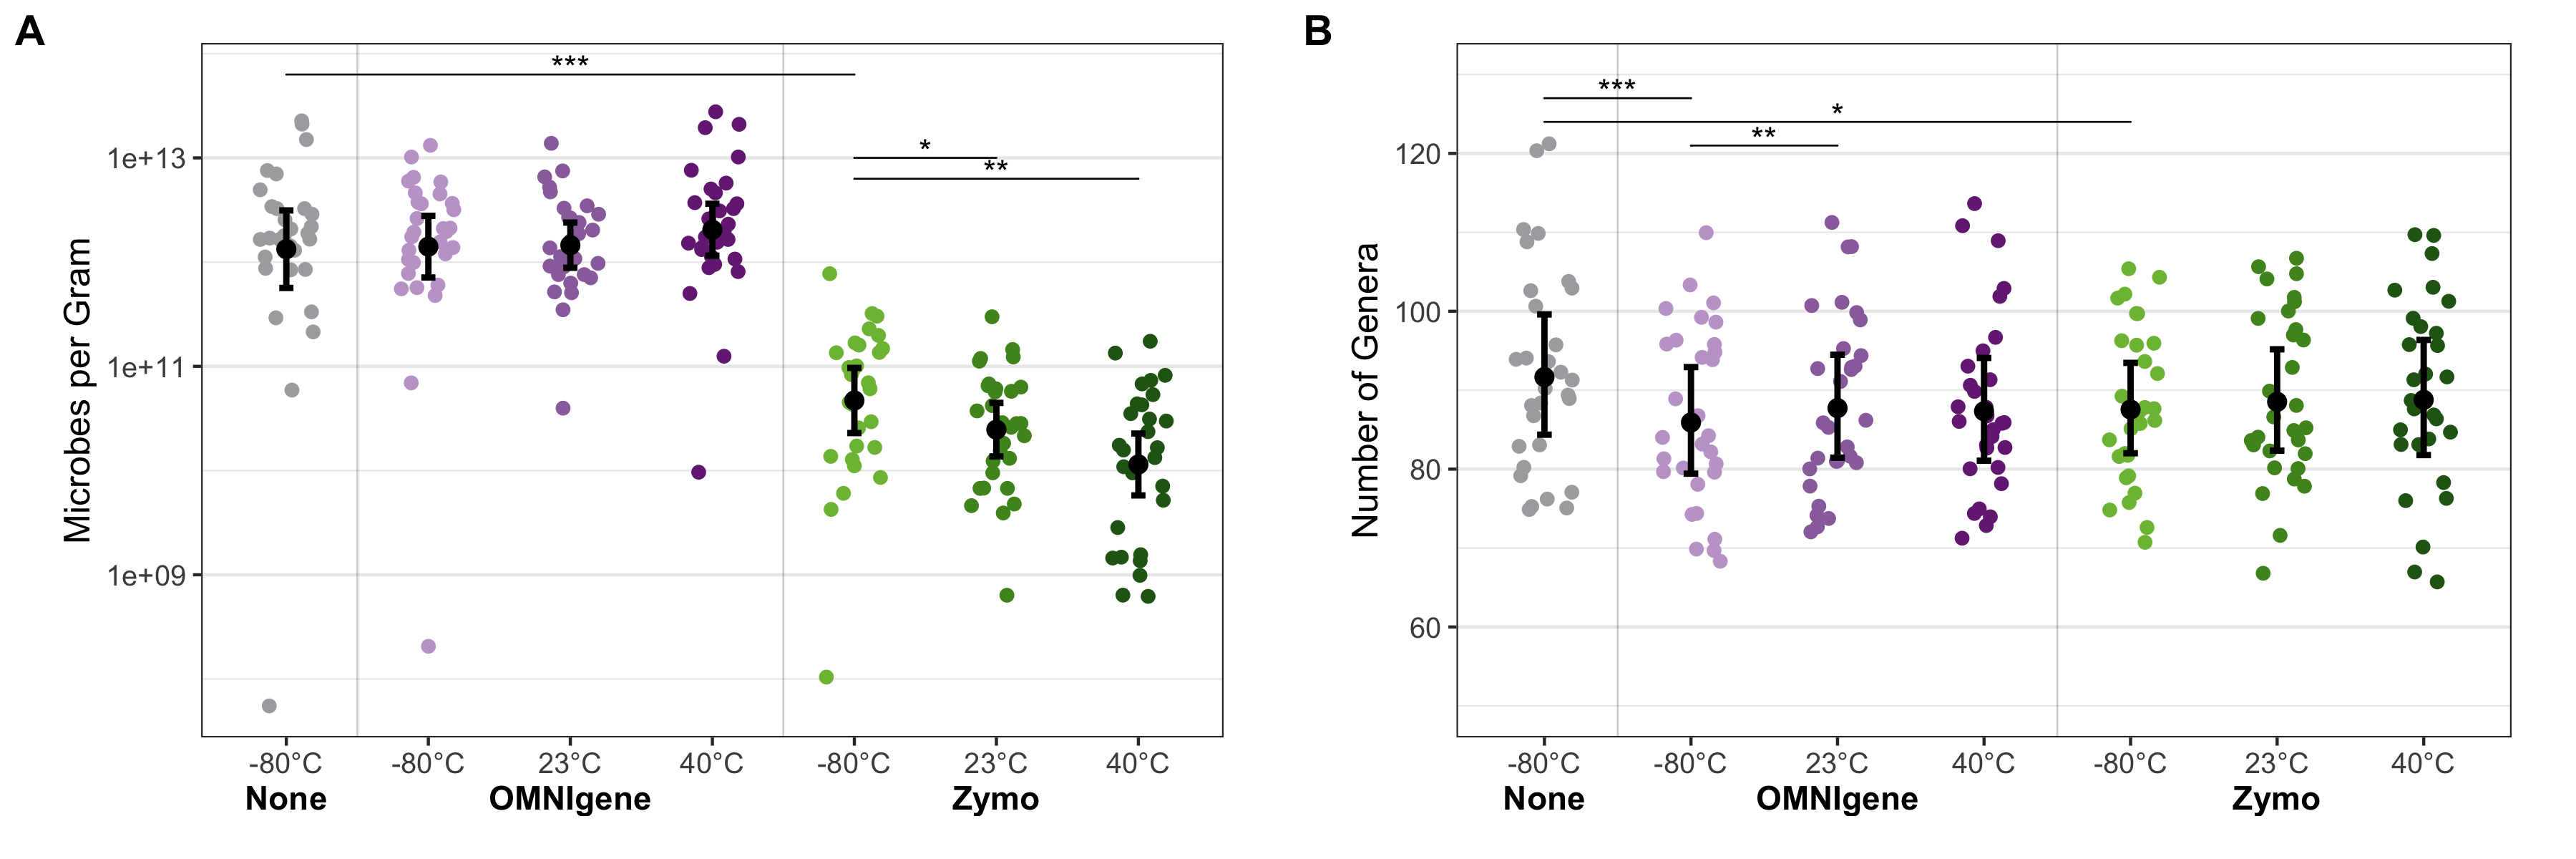 A
B
Microbes per Gram
1e+13
1e+11
1e+09
***
*
**
-80°C -80°C 23°C 40°C -80°C 23°C 40°C
None OMNIgene Zymo
Number of Genera
120
100
80
60
***
*
**
-80°C -80°C 23°C 40°C -80°C 23°C 40°C
None OMNIgene Zymo